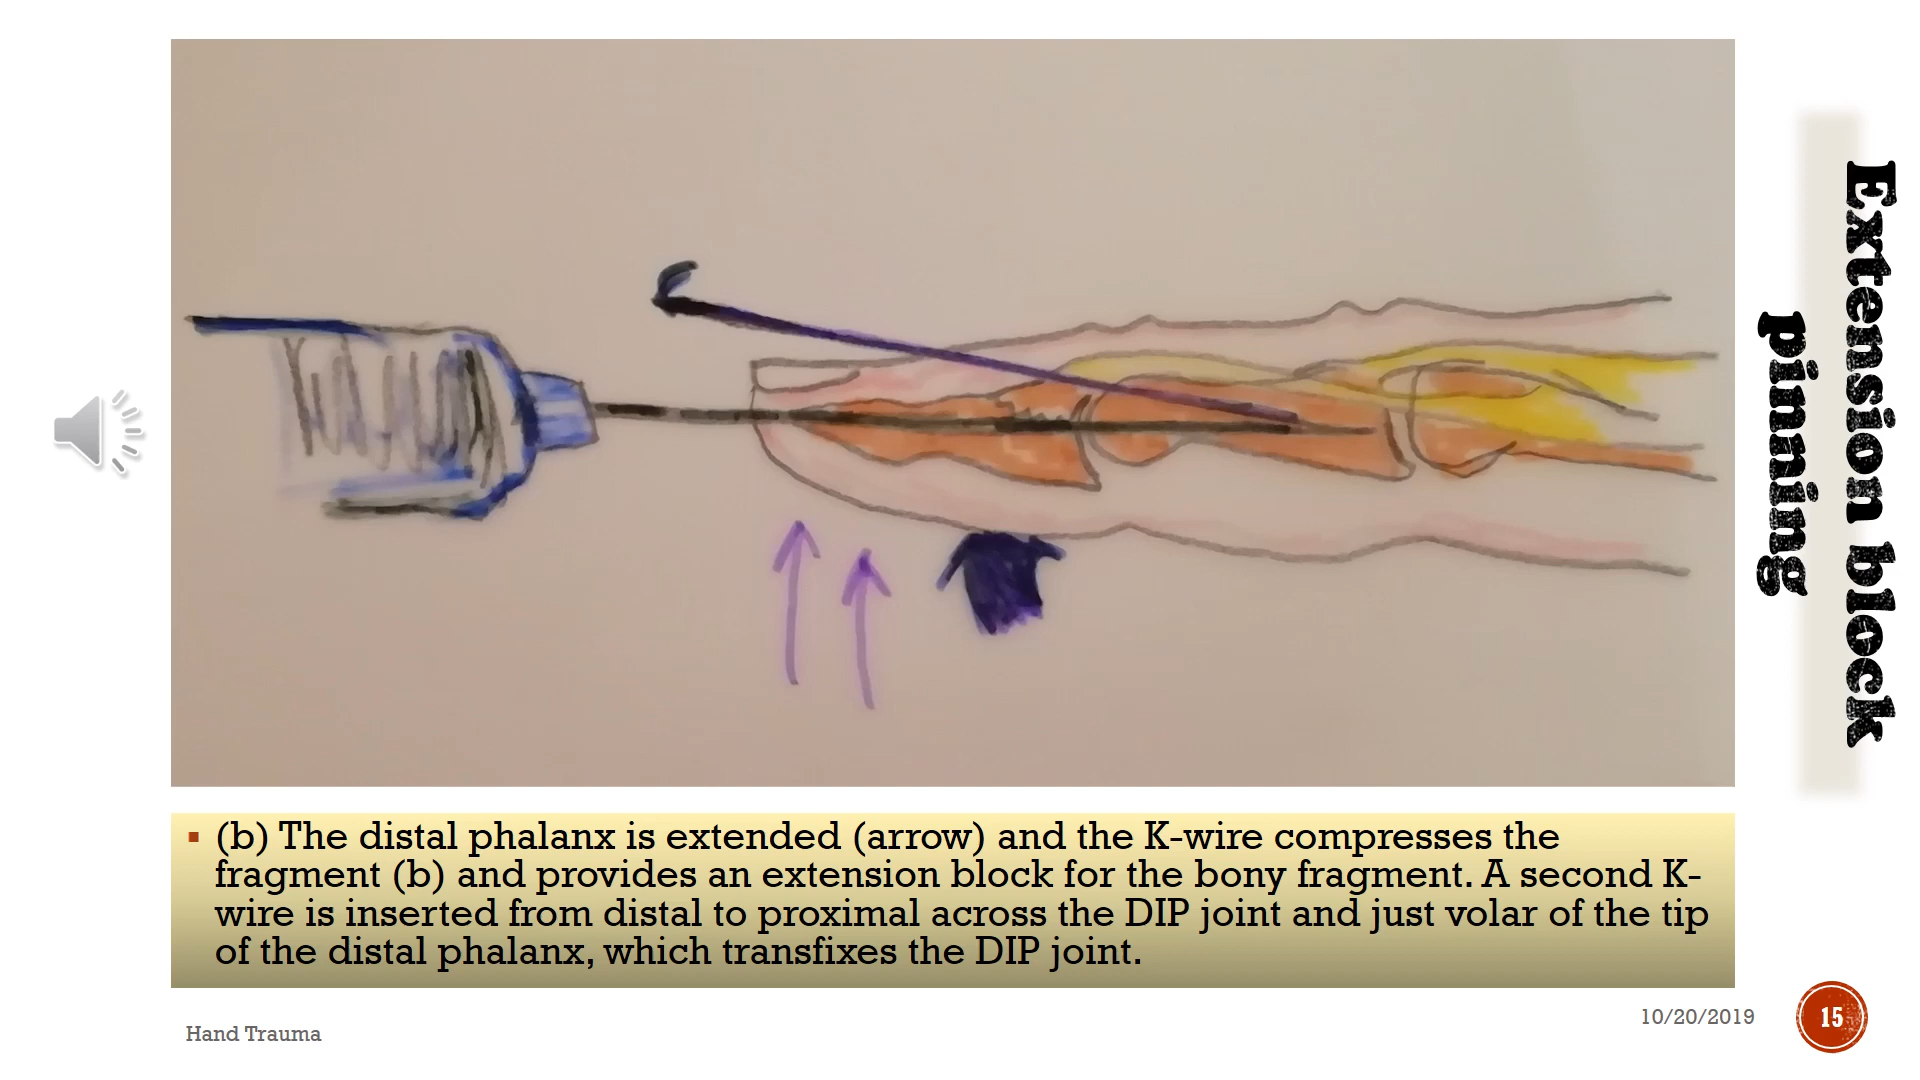 Extension block
pinning
▪ (b) The distal phalanx is extended (arrow) and the K-wire compresses the
fragment (b) and provides an extension block for the bony fragment. A second K-
wire is inserted from distal to proximal across the DIP joint and just volar of the tip
of the distal phalanx, which transfixes the DIP joint.
Hand Trauma
10/20/2019
15